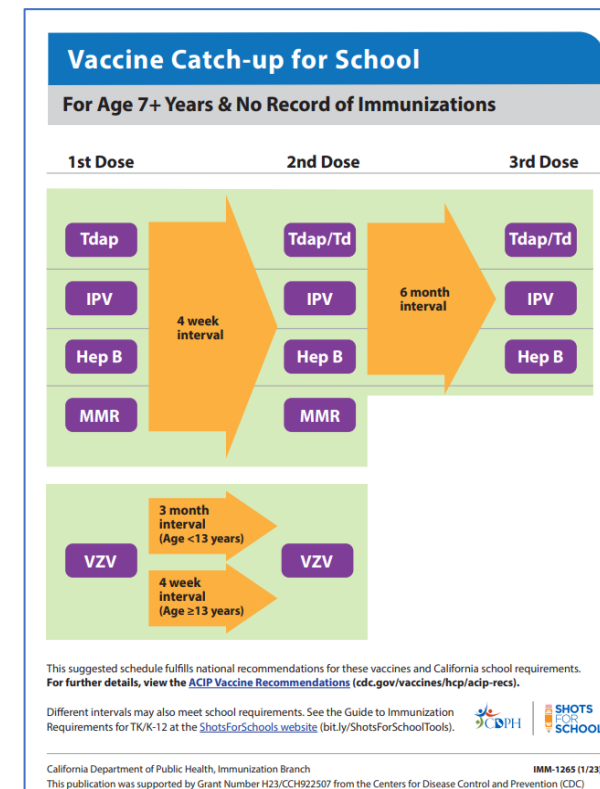 Vaccine Catch-up for School
For Age 7+ Years & No Record of Immunizations
1st Dose
2nd Dose
3rd Dose
Tdap
Tdap/Td
Tdap/Td
IPV
IPV
IPV
4 week
interval
6 month
interval
Hep B
Hep B
Hep B
MMR
MMR
3 month
interval
(Age <13 years)
VZV
VZV
4 week
interval
(Age ≥13 years)
This suggested schedule fulfills national recommendations for these vaccines and California school requirements.
For further details, view the ACIP Vaccine Recommendations (cdc.gov/vaccines/hcp/acip-recs).
Different intervals may also meet school requirements. See the Guide to Immunization
Requirements for TK/K-12 at the ShotsForSchools website (bit.ly/ShotsForSchoolTools).
CDPH
SHOTS
FOR
SCHOOL
California Department of Public Health, Immunization Branch
IMM-1265 (1/23)
This publication was supported by Grant Number H23/CCH922507 from the Centers for Disease Control and Prevention (CDC)